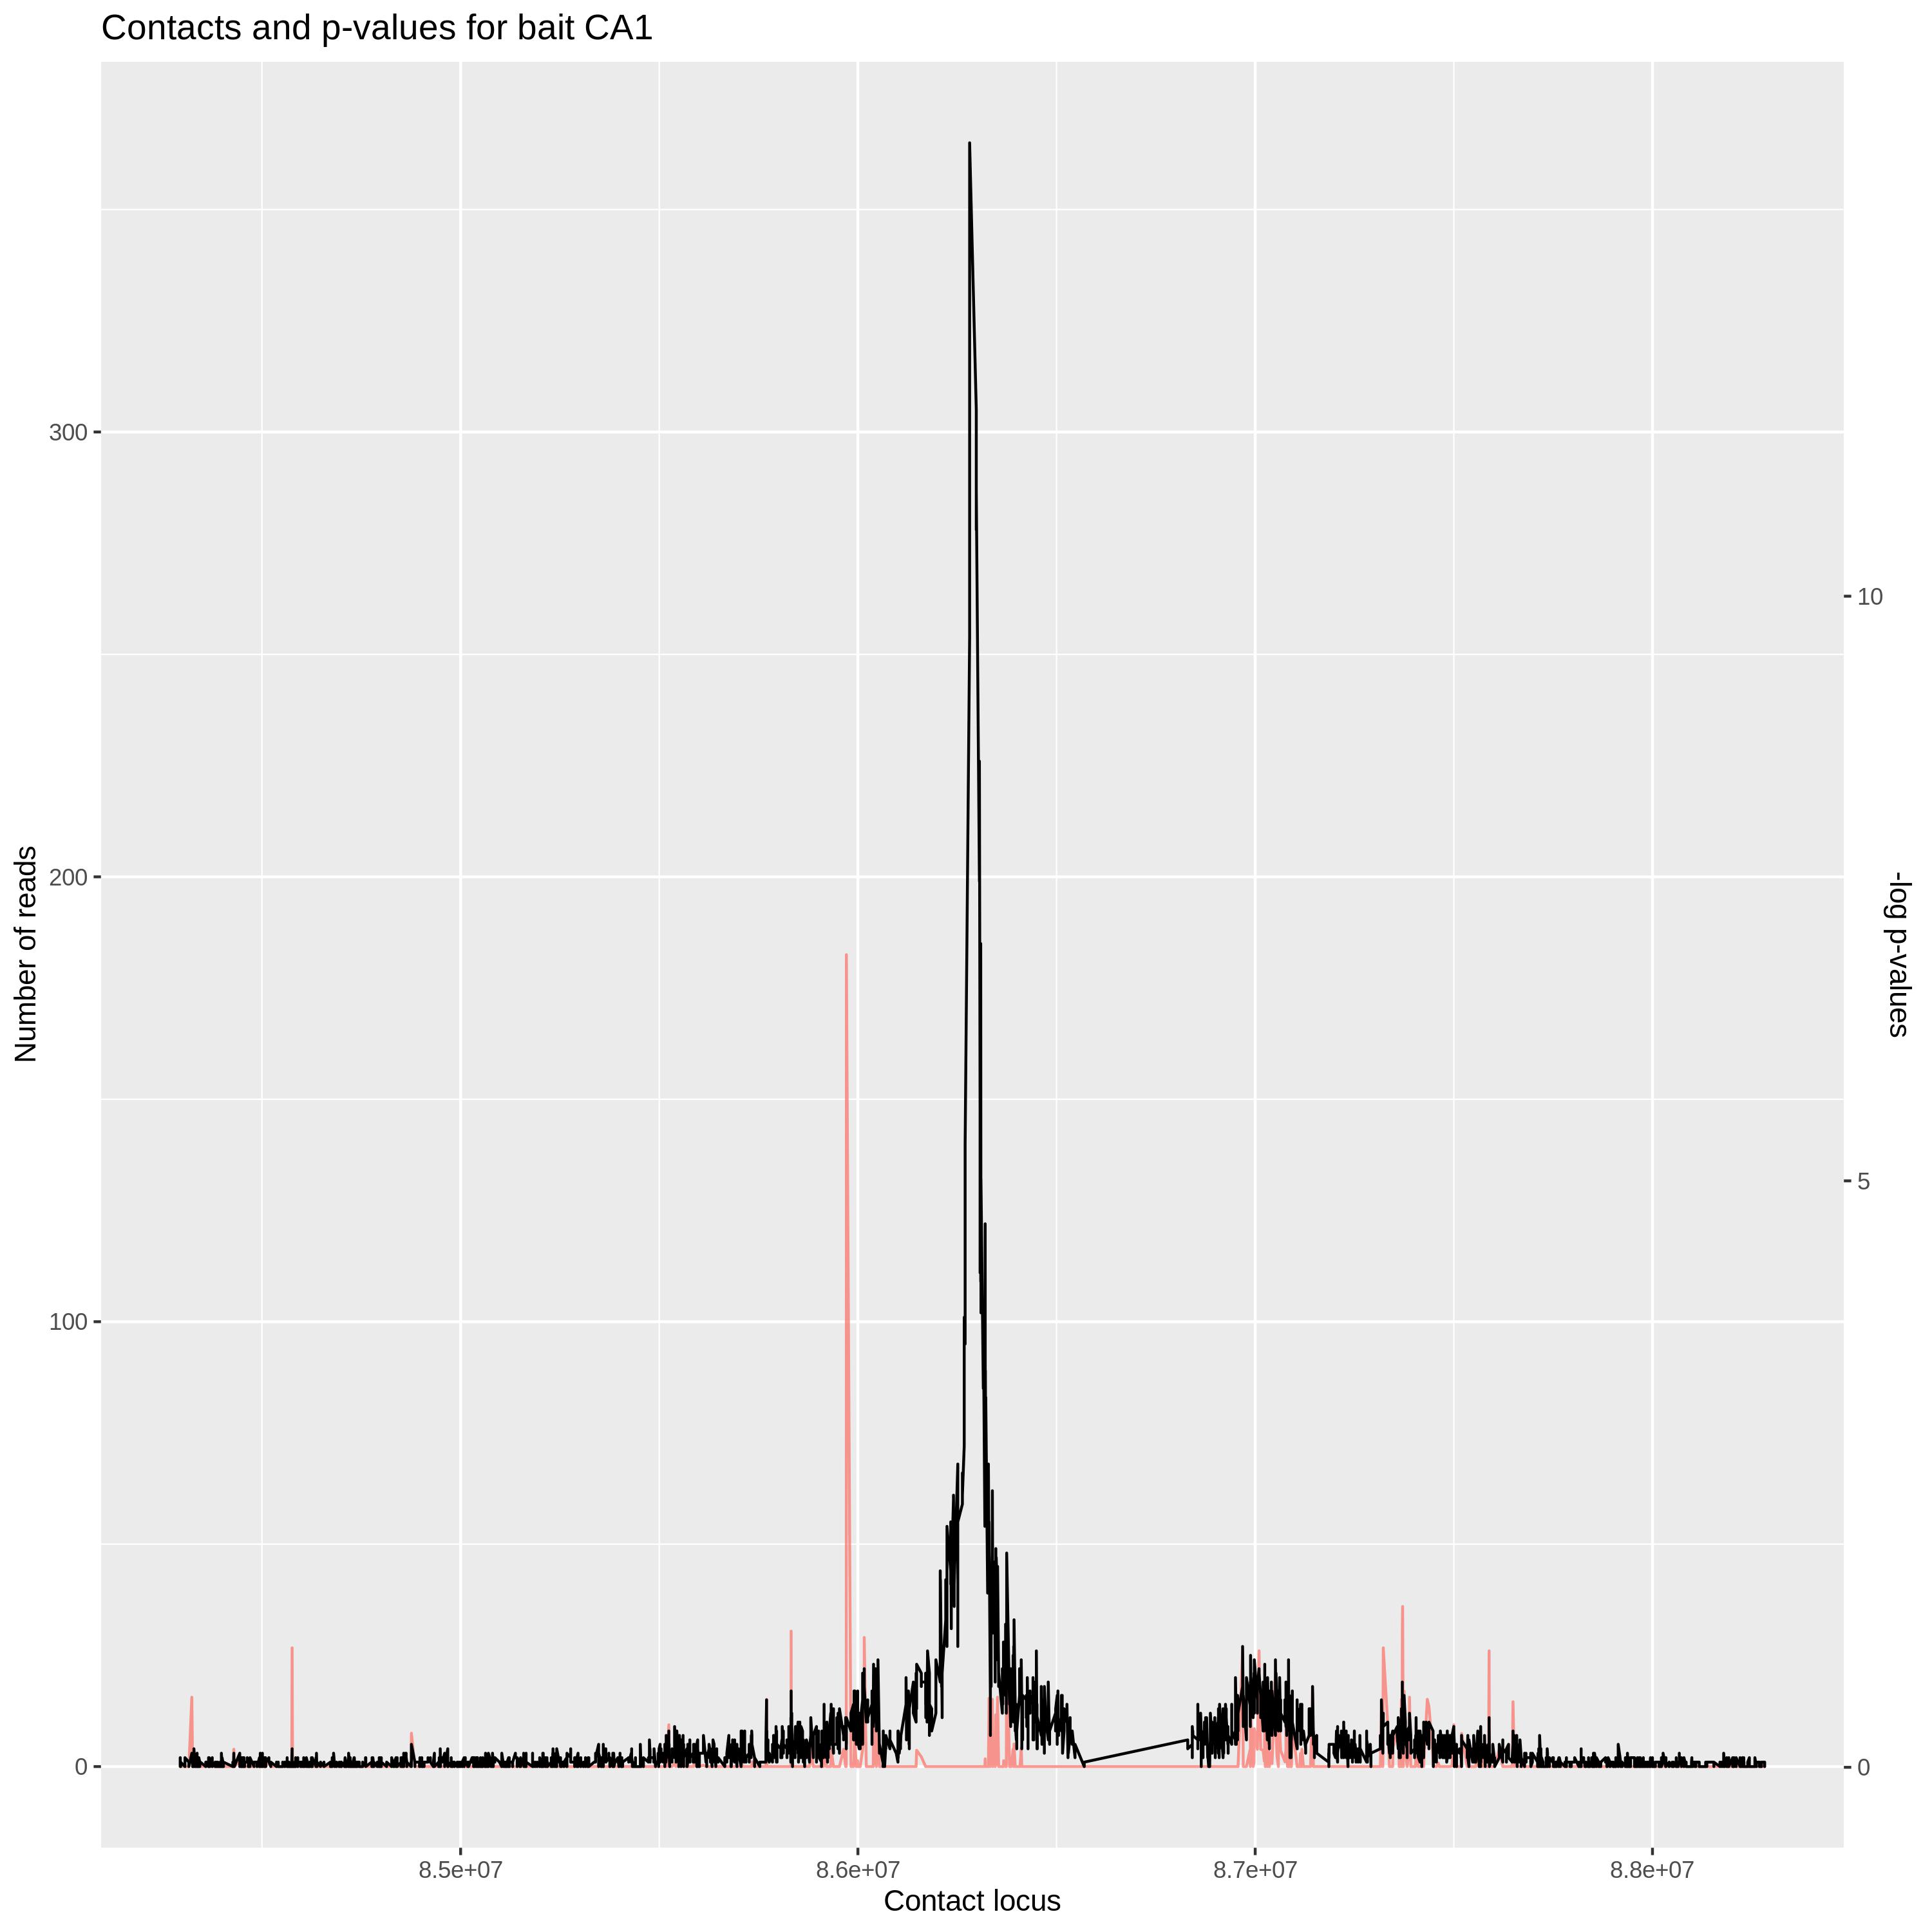 Contacts and p-values for bait CA1
300
200
100
0
Number of reads
10
5
0
-log p-values
8.5e+07
8.6e+07
8.7e+07
8.8e+07
Contact locus